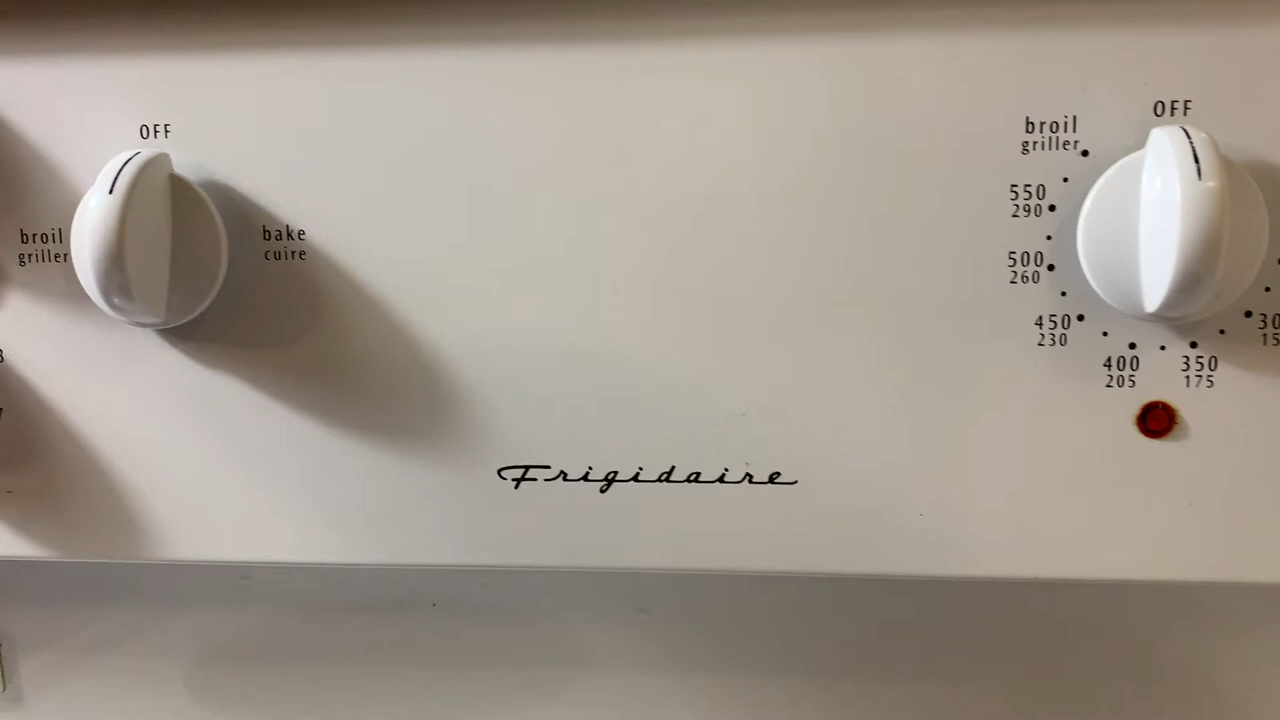 OFF
broil
griller
bake
cuire
Frigidaire
OFF
broil
griller
550
290
500
260
450
230
400
205
350
175